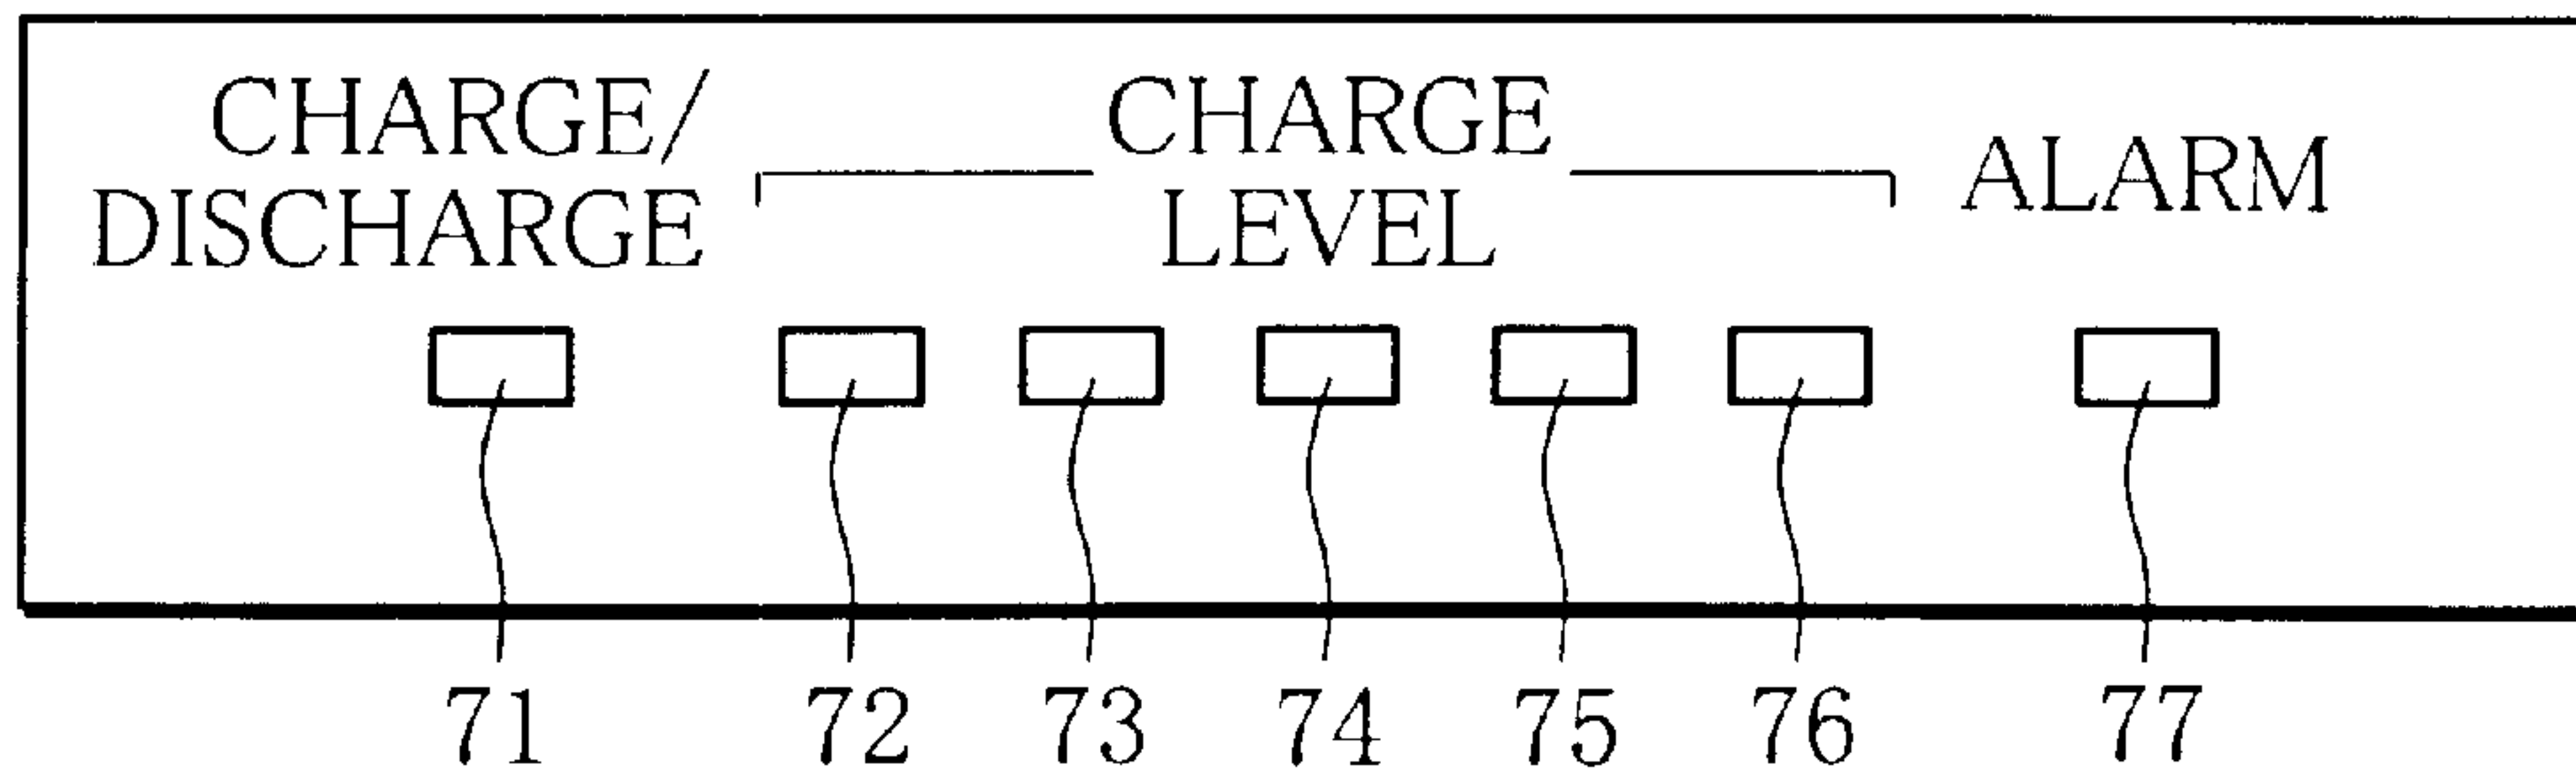 CHARGE/
DISCHARGE
CHARGE
LEVEL
ALARM
71 72 73 74 75 76 77